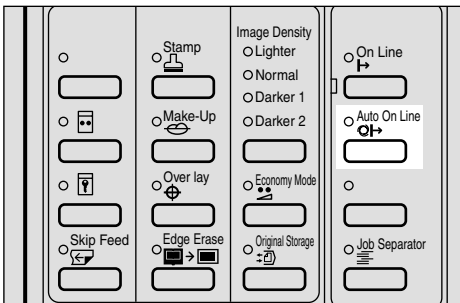 Image Density
Stamp
Lighter
On Line
Normal
Darker 1
Make-Up
Darker 2
Auto On Line
Over lay
Economy Mode
Skip Feed
Edge Erase
Original Storage
Job Separator